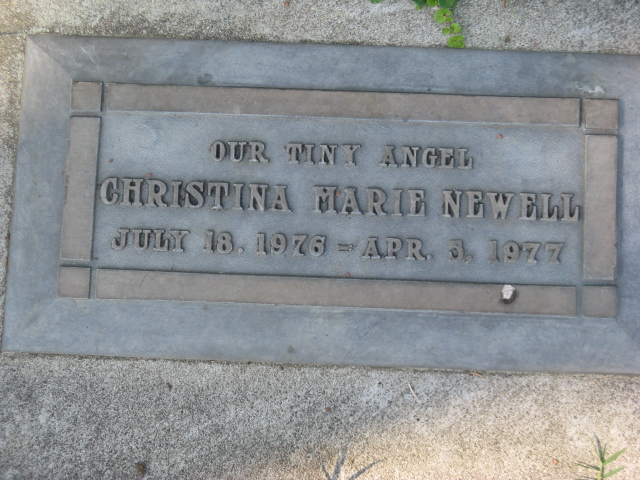 OUR TINY ANGEL
CHRISTINA MARIE NEWELL
JULY 18, 1976 - APR. 5, 1977